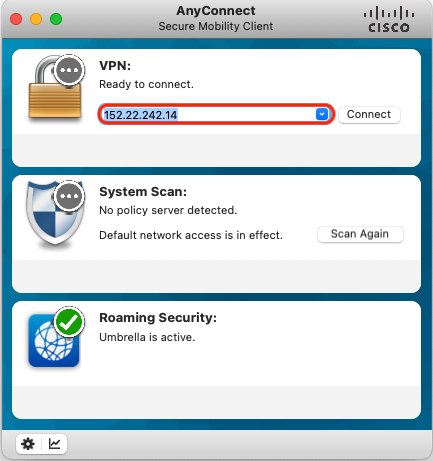 AnyConnect
Secure Mobility Client
CISCO
VPN:
Ready to connect.
152.22.242.14
Connect
System Scan:
No policy server detected.
Default network access is in effect.
Scan Again
Roaming Security:
Umbrella is active.